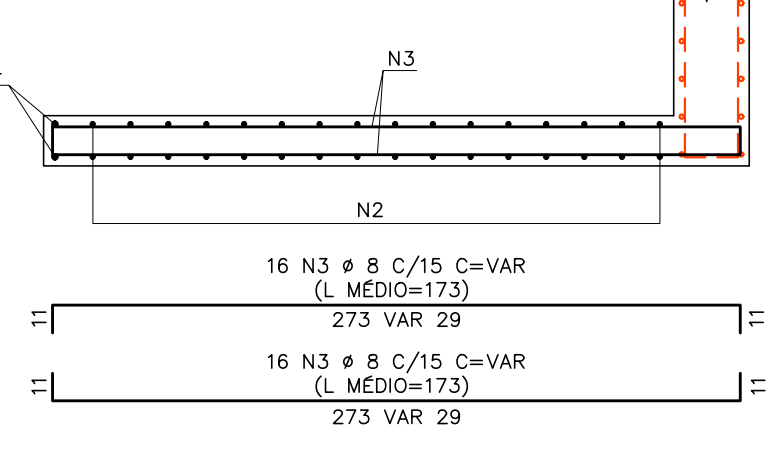 N3
N2
16 N3 ø 8 C/15 C=VAR
(L MÉDIO=173)
11
273 VAR 29
11
16 N3 ø 8 C/15 C=VAR
(L MÉDIO=173)
11
273 VAR 29
11